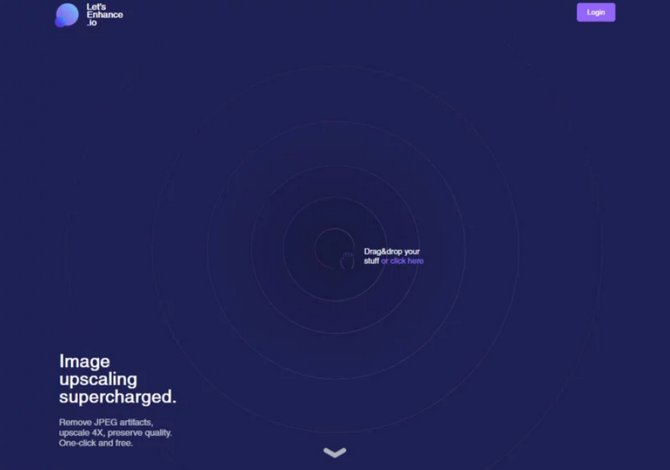 Let's
Enhance
.io
Login
Drag&drop your
stuff or click here
Image
upscaling
supercharged.
Remove JPEG artifacts,
upscale 4X, preserve quality.
One-click and free.